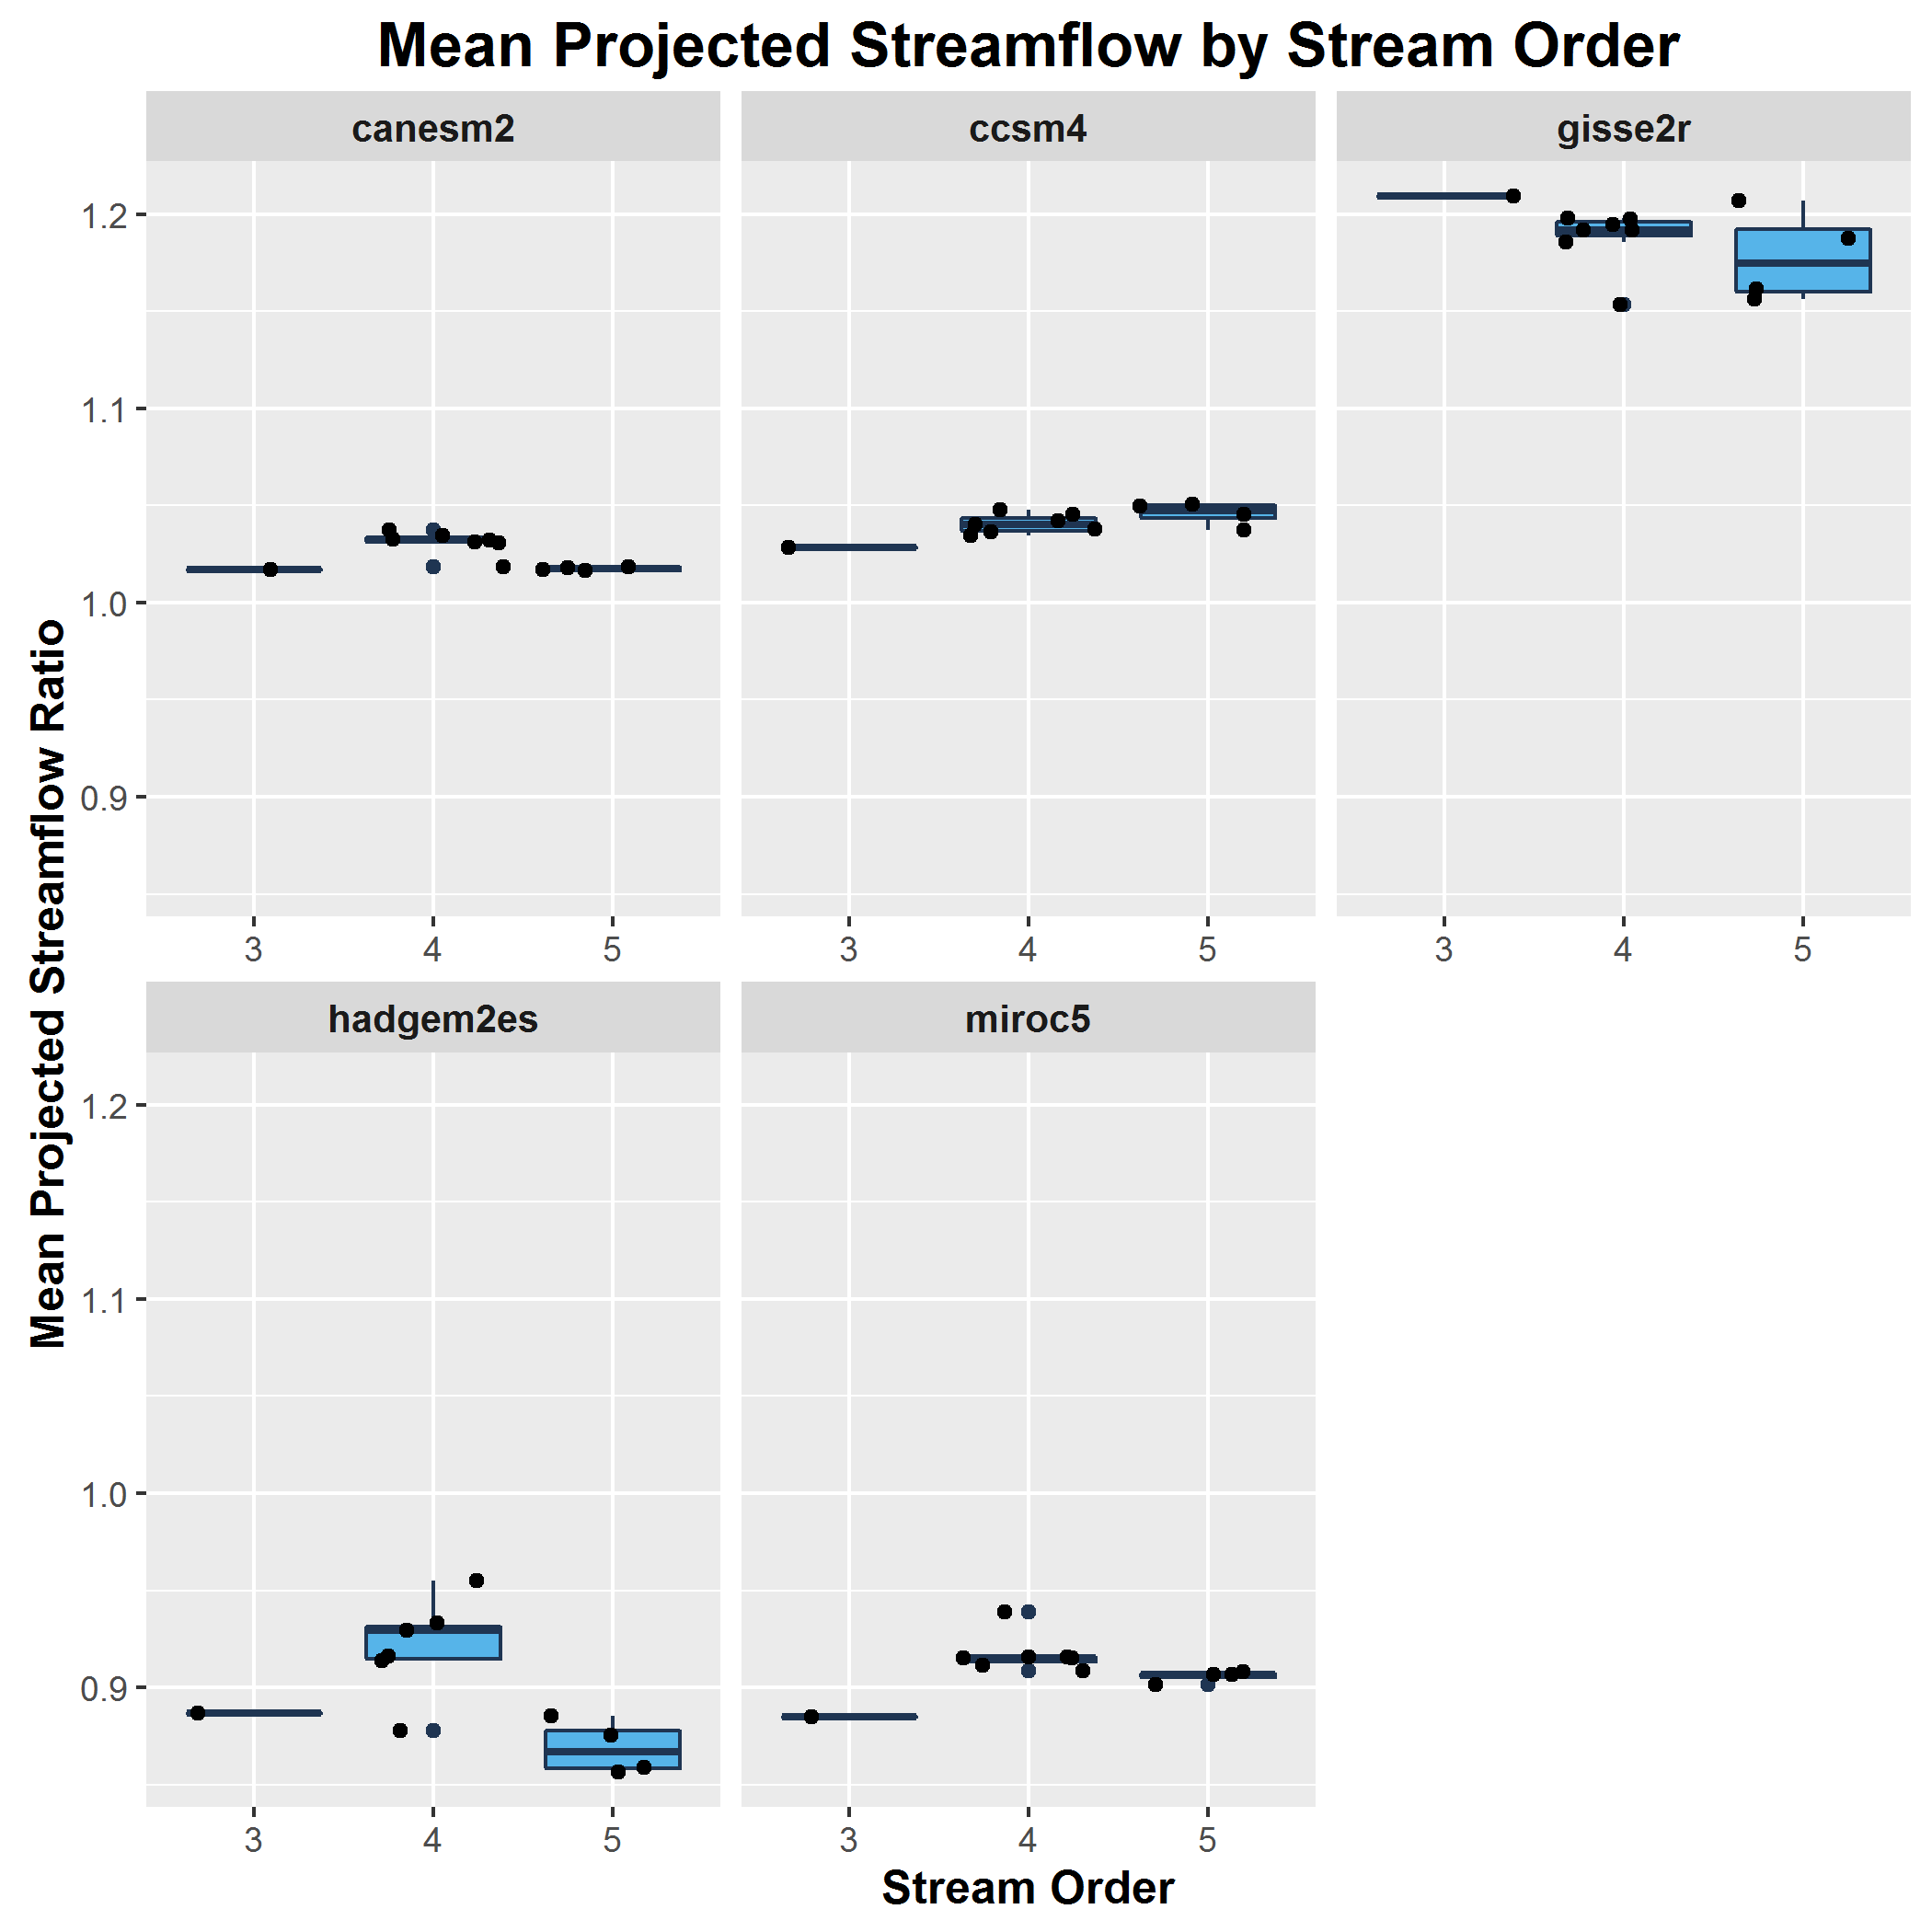 Mean Projected Streamflow by Stream Order
canesm2 ccsm4 gisse2r
1.2
1.1
1.0
0.9
3 4 5 3 4 5 3 4 5
Mean Projected Streamflow Ratio
hadgem2es miroc5
1.2
1.1
1.0
0.9
3 4 5 3 4 5
Stream Order